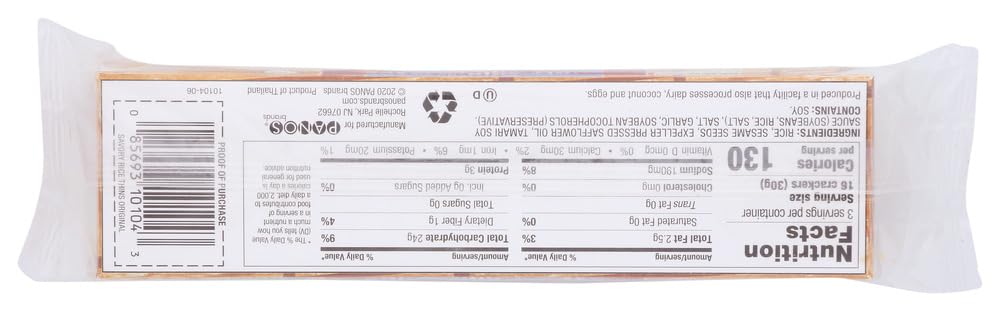 Nutrition
Facts
3 servings per container
Serving size
16 crackers (30g)
Calories
per serving
130
Amount/serving % Daily Value*
Total Fat 2.5g 3%
Saturated Fat 0g 0%
Trans Fat 0g
Cholesterol 0mg 0%
Sodium 190mg 8%
Amount/serving % Daily Value*
Total Carbohydrate 24g 9%
Dietary Fiber 1g 4%
Total Sugars 0g
Incl. 0g Added Sugars 0%
Protein 3g
Vitamin D 0mcg 0% • Calcium 30mg 2% • Iron 1mg 6% • Potassium 20mg 1%
* The % Daily Value
(DV) tells you how
much a nutrient
in a serving of
food contributes to
a daily diet. 2,000
calories a day is
used for general
nutrition advice.
INGREDIENTS: RICE, SESAME SEEDS, EXPELLER PRESSED SAFFLOWER OIL, TAMARI SOY
SAUCE (SOYBEANS, RICE, SALT), SALT, GARLIC, SOYBEAN TOCOPHEROLS (PRESERVATIVE).
CONTAINS: SOY.
Produced in a facility that also processes dairy, coconut and eggs.
U D
Manufactured for
PANOS
brands
Rochelle Park, NJ 07662
panosbrands.com
© 2020 PANOS brands Product of Thailand
10104-06
PROOF OF PURCHASE
0 85693 10104 3
SAVORY RICE THINS ORIGINAL